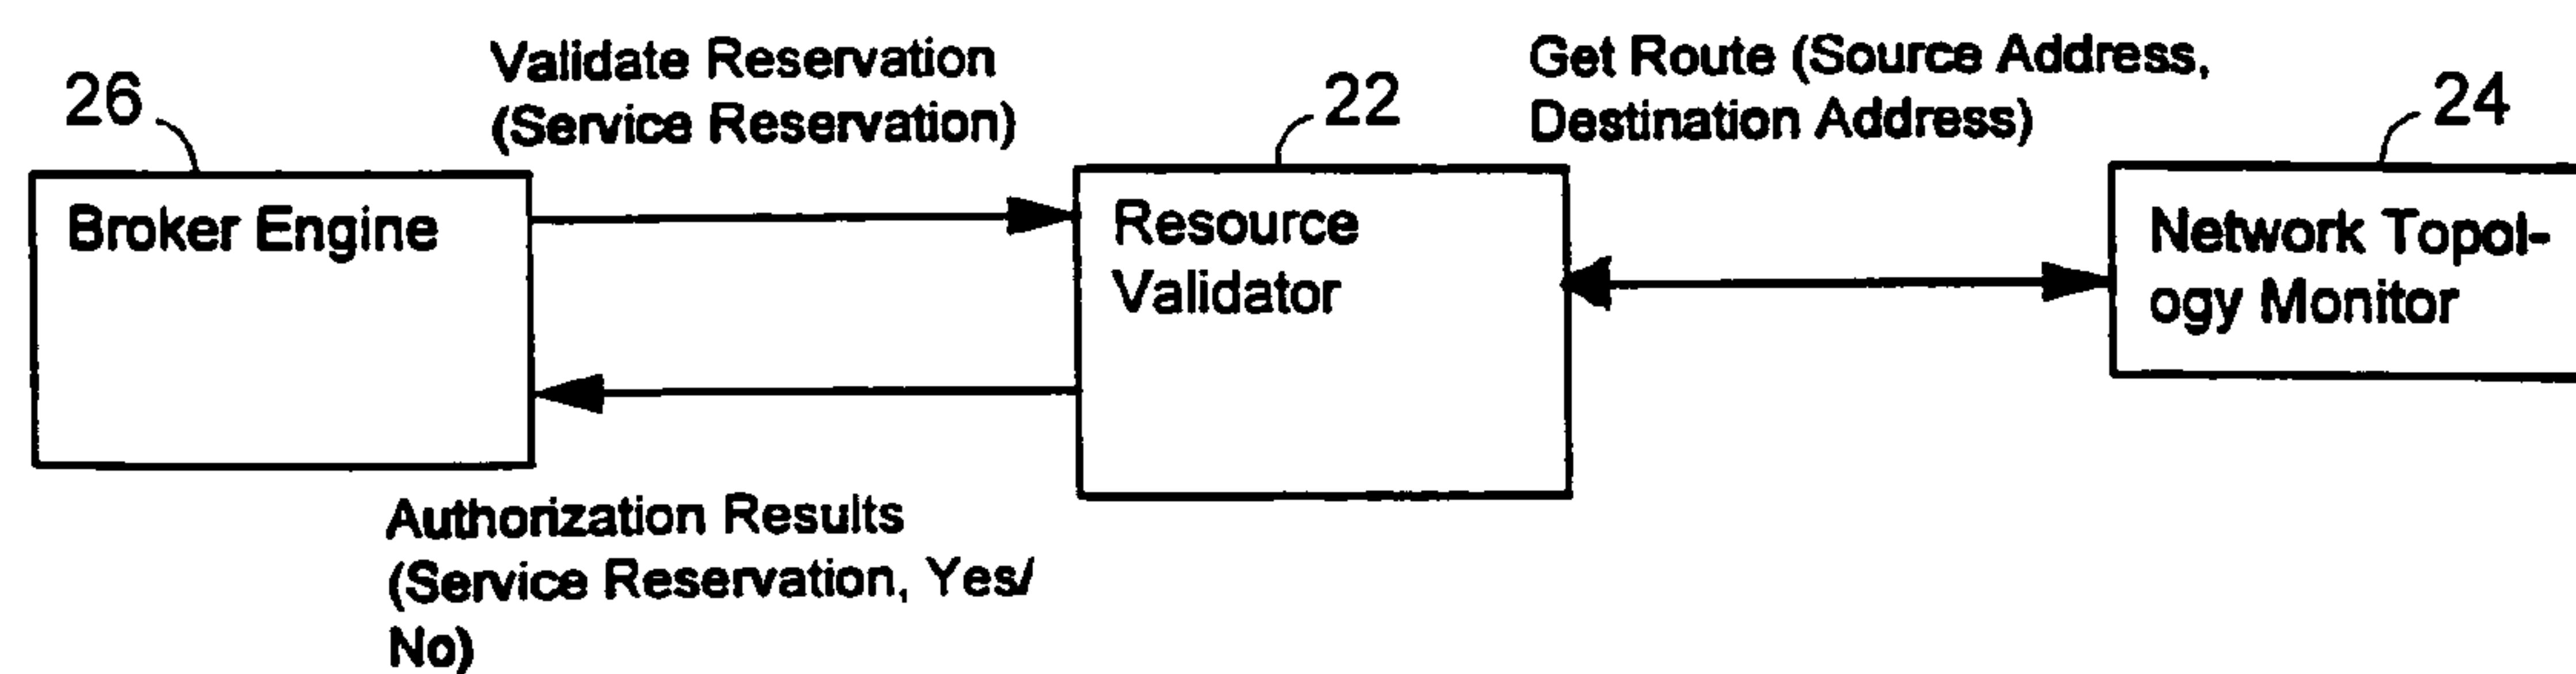 26
Validate Reservation
(Service Reservation)
22
Get Route (Source Address,
Destination Address)
24
Broker Engine
Resource
Validator
Network Topol-
ogy Monitor
Authorization Results
(Service Reservation, Yes/
No)